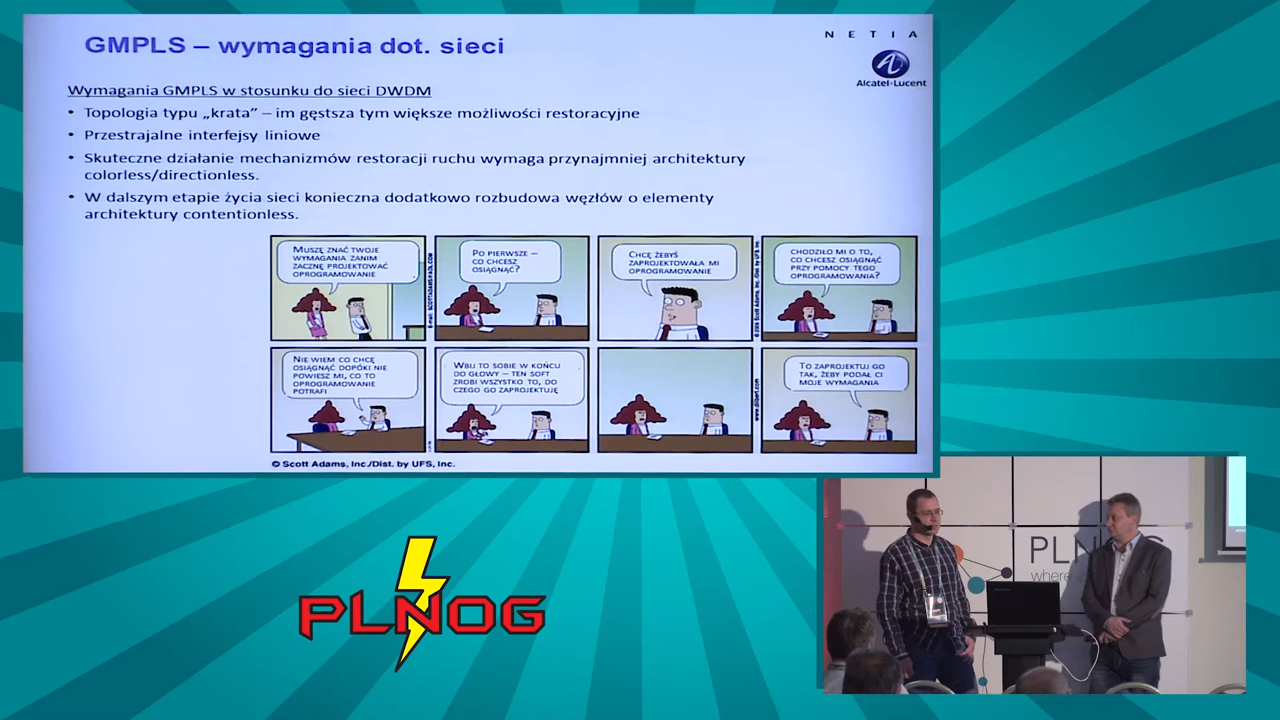 GMPLS – wymagania dot. sieci
NETIA
Alcatel-Lucent
Wymagania GMPLS w stosunku do sieci DWDM
• Topologia typu „krata” – im gęstsza tym większe możliwości restoracyjne
• Przestrajalne interfejsy liniowe
• Skuteczne działanie mechanizmów restoracji ruchu wymaga przynajmniej architektury
colorless/directionless.
• W dalszym etapie życia sieci konieczna dodatkowo rozbudowa węzłów o elementy
architektury contentionless.
MUSZĘ ZNAĆ TWOJE
WYMAGANIA ZANIM
ZACZNĘ PROJEKTOWAĆ
OPROGRAMOWANIE
PO PIERWSZE –
CO CHCESZ
OSIĄGNĄĆ?
CHCĘ ŻEBYŚ
ZAPROJEKTOWAŁA MI
OPROGRAMOWANIE
CHODZIŁO MI O TO,
CO CHCESZ OSIĄGNĄĆ
PRZY POMOCY TEGO
OPROGRAMOWANIA?
NIE WIEM CO CHCĘ
OSIĄGNĄĆ DOPÓKI NIE
POWIESZ MI, CO TO
OPROGRAMOWANIE
POTRAFI
WBIJ TO SOBIE W KOŃCU
DO GŁOWY – TEN SOFT
ZROBI WSZYSTKO TO, DO
CZEGO GO ZAPROJEKTUJĘ
www.dilbert.com
TO ZAPROJEKTUJ GO
TAK, ŻEBY PODAŁ CI
MOJE WYMAGANIA
© Scott Adams, Inc./Dist. by UFS, Inc.
PLNOG
PLNOG
where